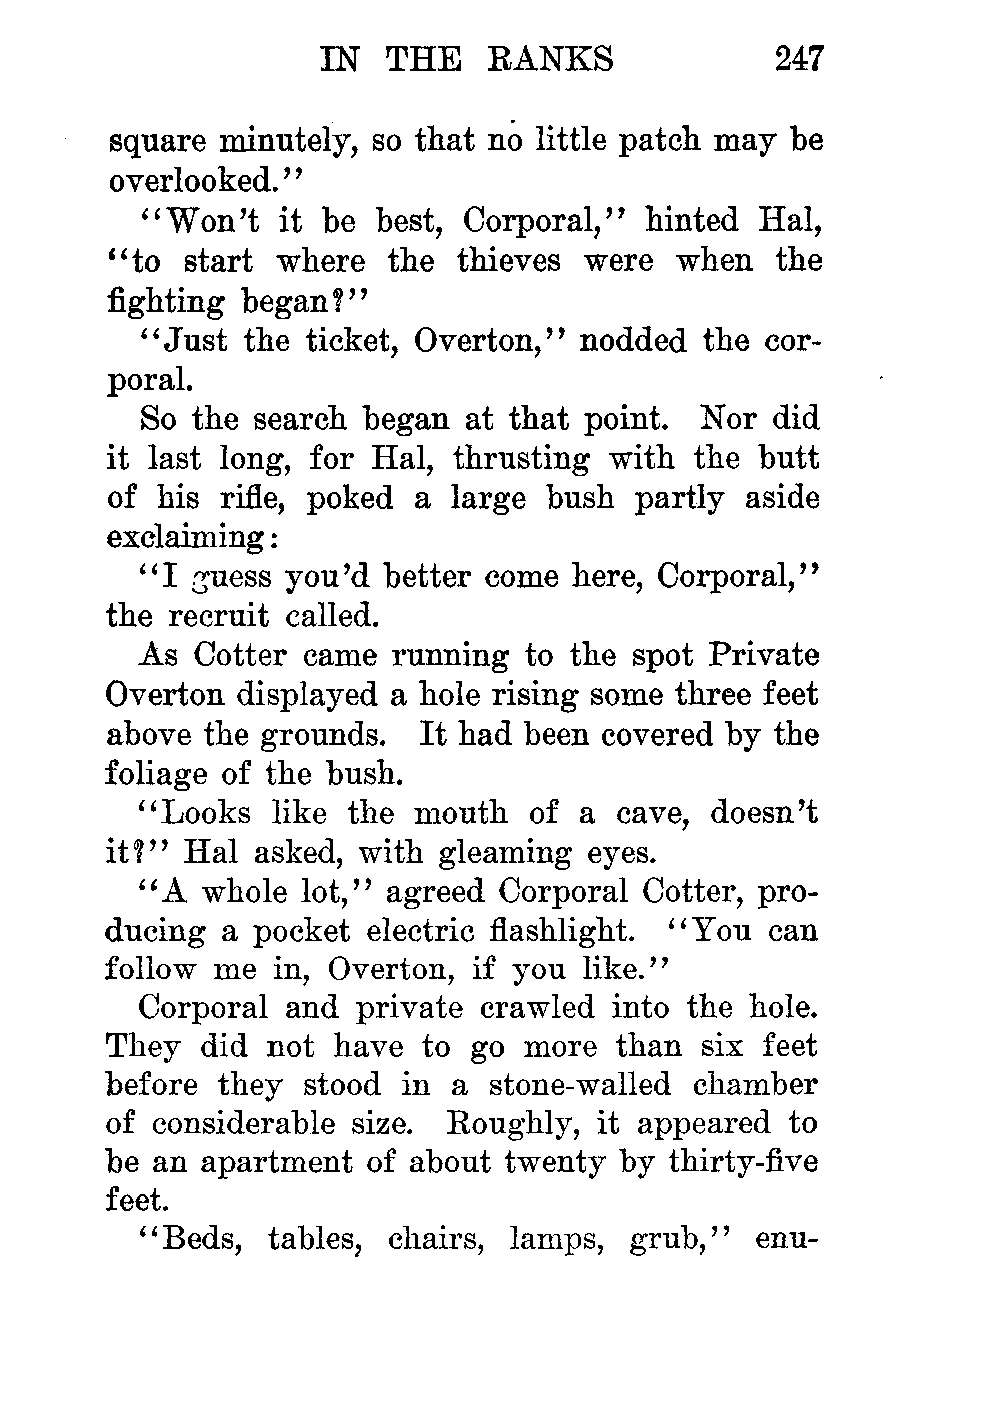 IN THE RANKS 247
square minutely, so that no little patch may be
overlooked.”
“Won’t it be best, Corporal,” hinted Hal,
“to start where the thieves were when the
fighting began?”
“Just the ticket, Overton,” nodded the cor-
poral.
So the search began at that point. Nor did
it last long, for Hal, thrusting with the butt
of his rifle, poked a large bush partly aside
exclaiming:
“I guess you’d better come here, Corporal,”
the recruit called.
As Cotter came running to the spot Private
Overton displayed a hole rising some three feet
above the grounds. It had been covered by the
foliage of the bush.
“Looks like the mouth of a cave, doesn’t
it?” Hal asked, with gleaming eyes.
“A whole lot,” agreed Corporal Cotter, pro-
ducing a pocket electric flashlight. “You can
follow me in, Overton, if you like.”
Corporal and private crawled into the hole.
They did not have to go more than six feet
before they stood in a stone-walled chamber
of considerable size. Roughly, it appeared to
be an apartment of about twenty by thirty-five
feet.
“Beds, tables, chairs, lamps, grub,” enu-